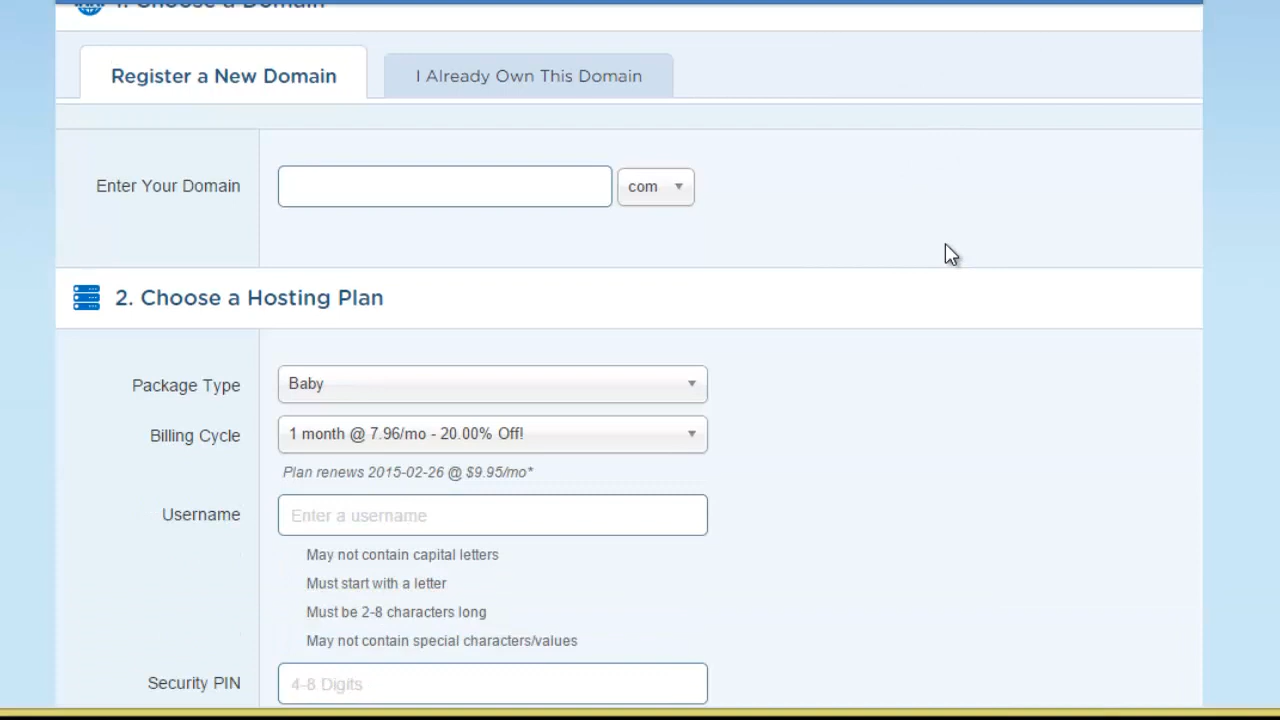 1. Choose a Domain
Register a New Domain
I Already Own This Domain
Enter Your Domain
com
2. Choose a Hosting Plan
Package Type
Baby
Billing Cycle
1 month @ 7.96/mo - 20.00% Off!
Plan renews 2015-02-26 @ $9.95/mo*
Username
Enter a username
May not contain capital letters
Must start with a letter
Must be 2-8 characters long
May not contain special characters/values
Security PIN
4-8 Digits